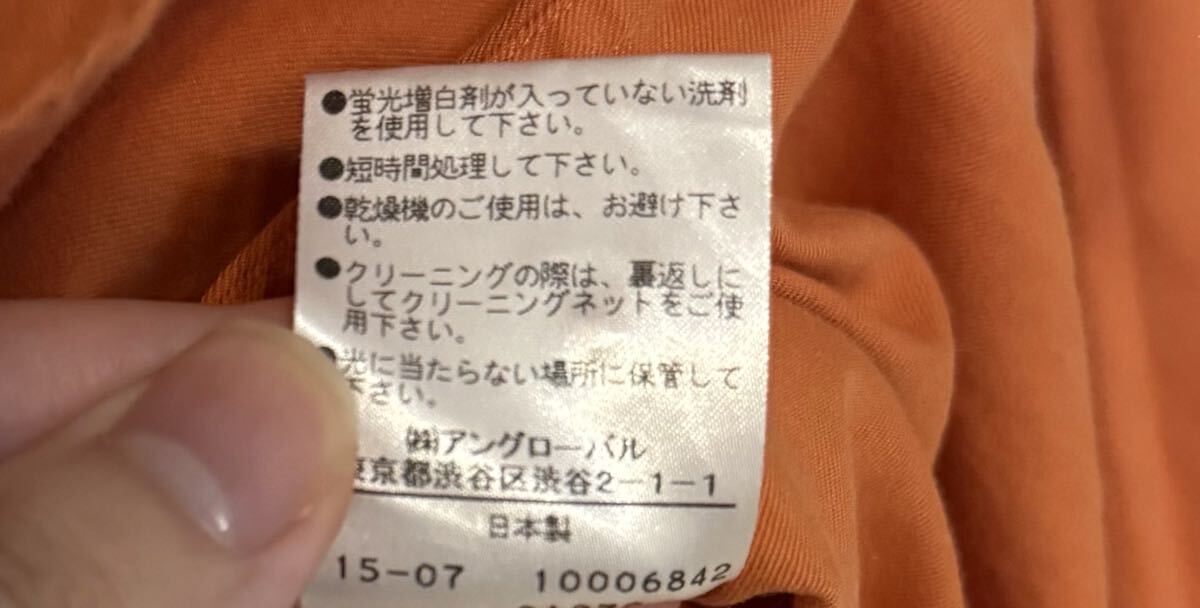 ●蛍光増白剤が入っていない洗剤
を使用して下さい。
●短時間処理して下さい。
●乾燥機のご使用は、お避け下さ
い。
●クリーニングの際は、裏返しに
してクリーニングネットをご使
用下さい。
●光に当たらない場所に保管して
下さい。
㈱アングローバル
東京都渋谷区渋谷2-1-1
日本製
15-07 10006842